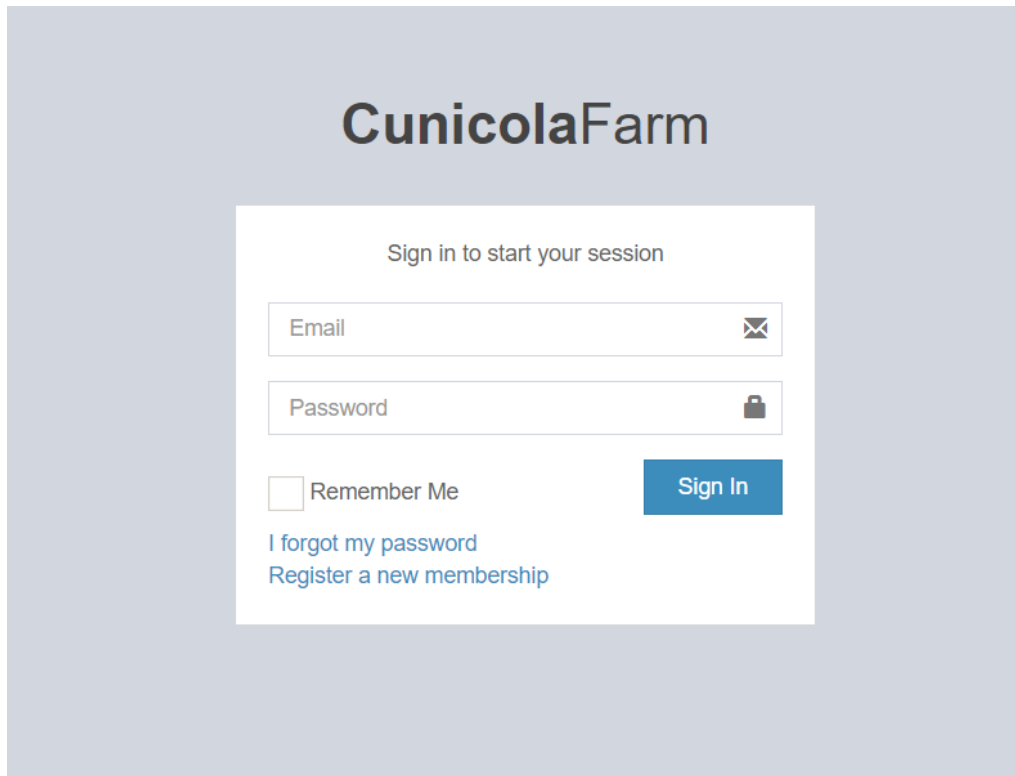 CunicolaFarm
Sign in to start your session
Email
Password
Remember Me
Sign In
I forgot my password
Register a new membership